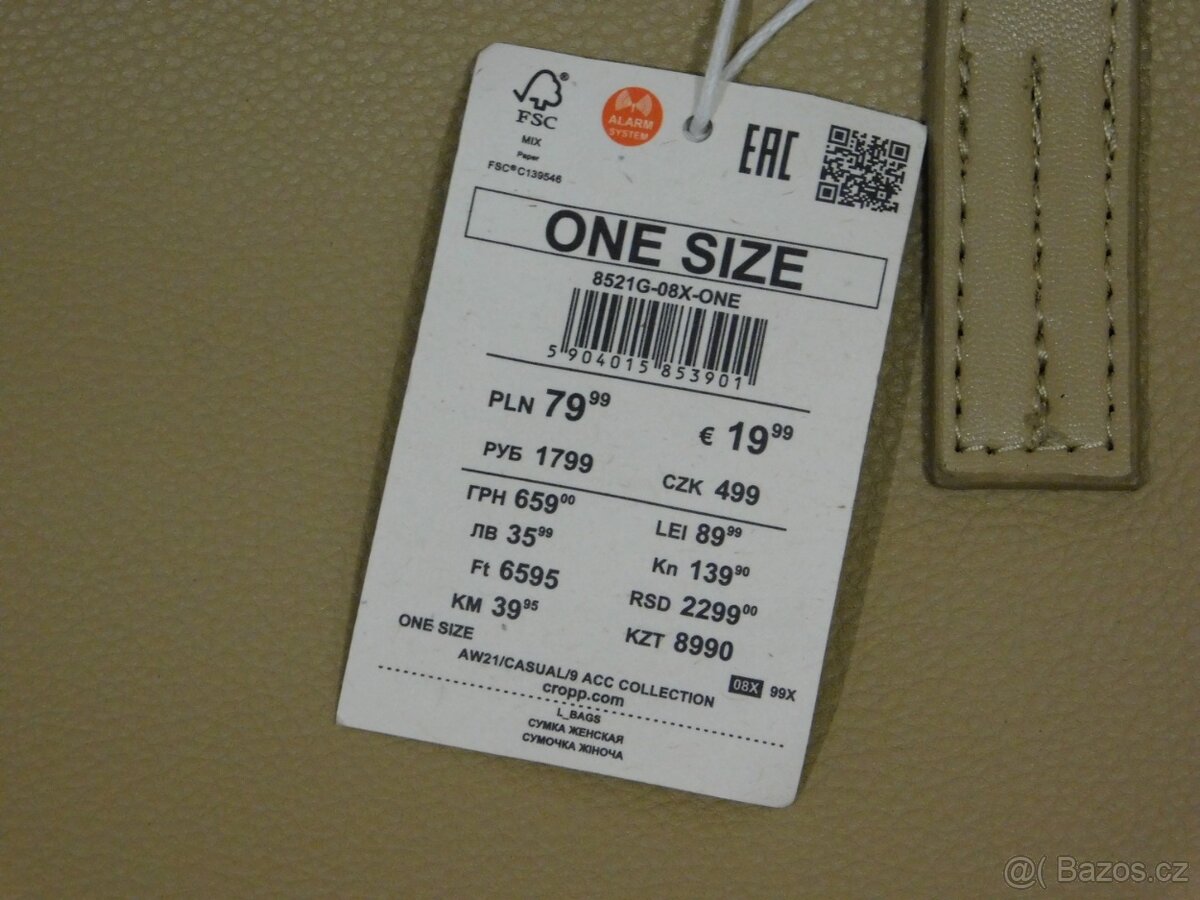 FSC®
MIX
Paper
FSC® C139546
ALARM
SYSTEM
EAC
ONE SIZE
8521G-08X-ONE
5 904015 853901
PLN 79⁹⁹
€ 19⁹⁹
РУБ 1799
CZK 499
ГРН 659⁰⁰
LEI 89⁹⁹
ЛВ 35⁹⁹
Kn 139⁹⁰
Ft 6595
RSD 2299⁰⁰
KM 39⁹⁵
KZT 8990
ONE SIZE
AW21/CASUAL/9 ACC COLLECTION
08X 99X
cropp.com
L_BAGS
СУМКА ЖЕНСКАЯ
СУМОЧКА ЖІНОЧА
@( Bazos.cz